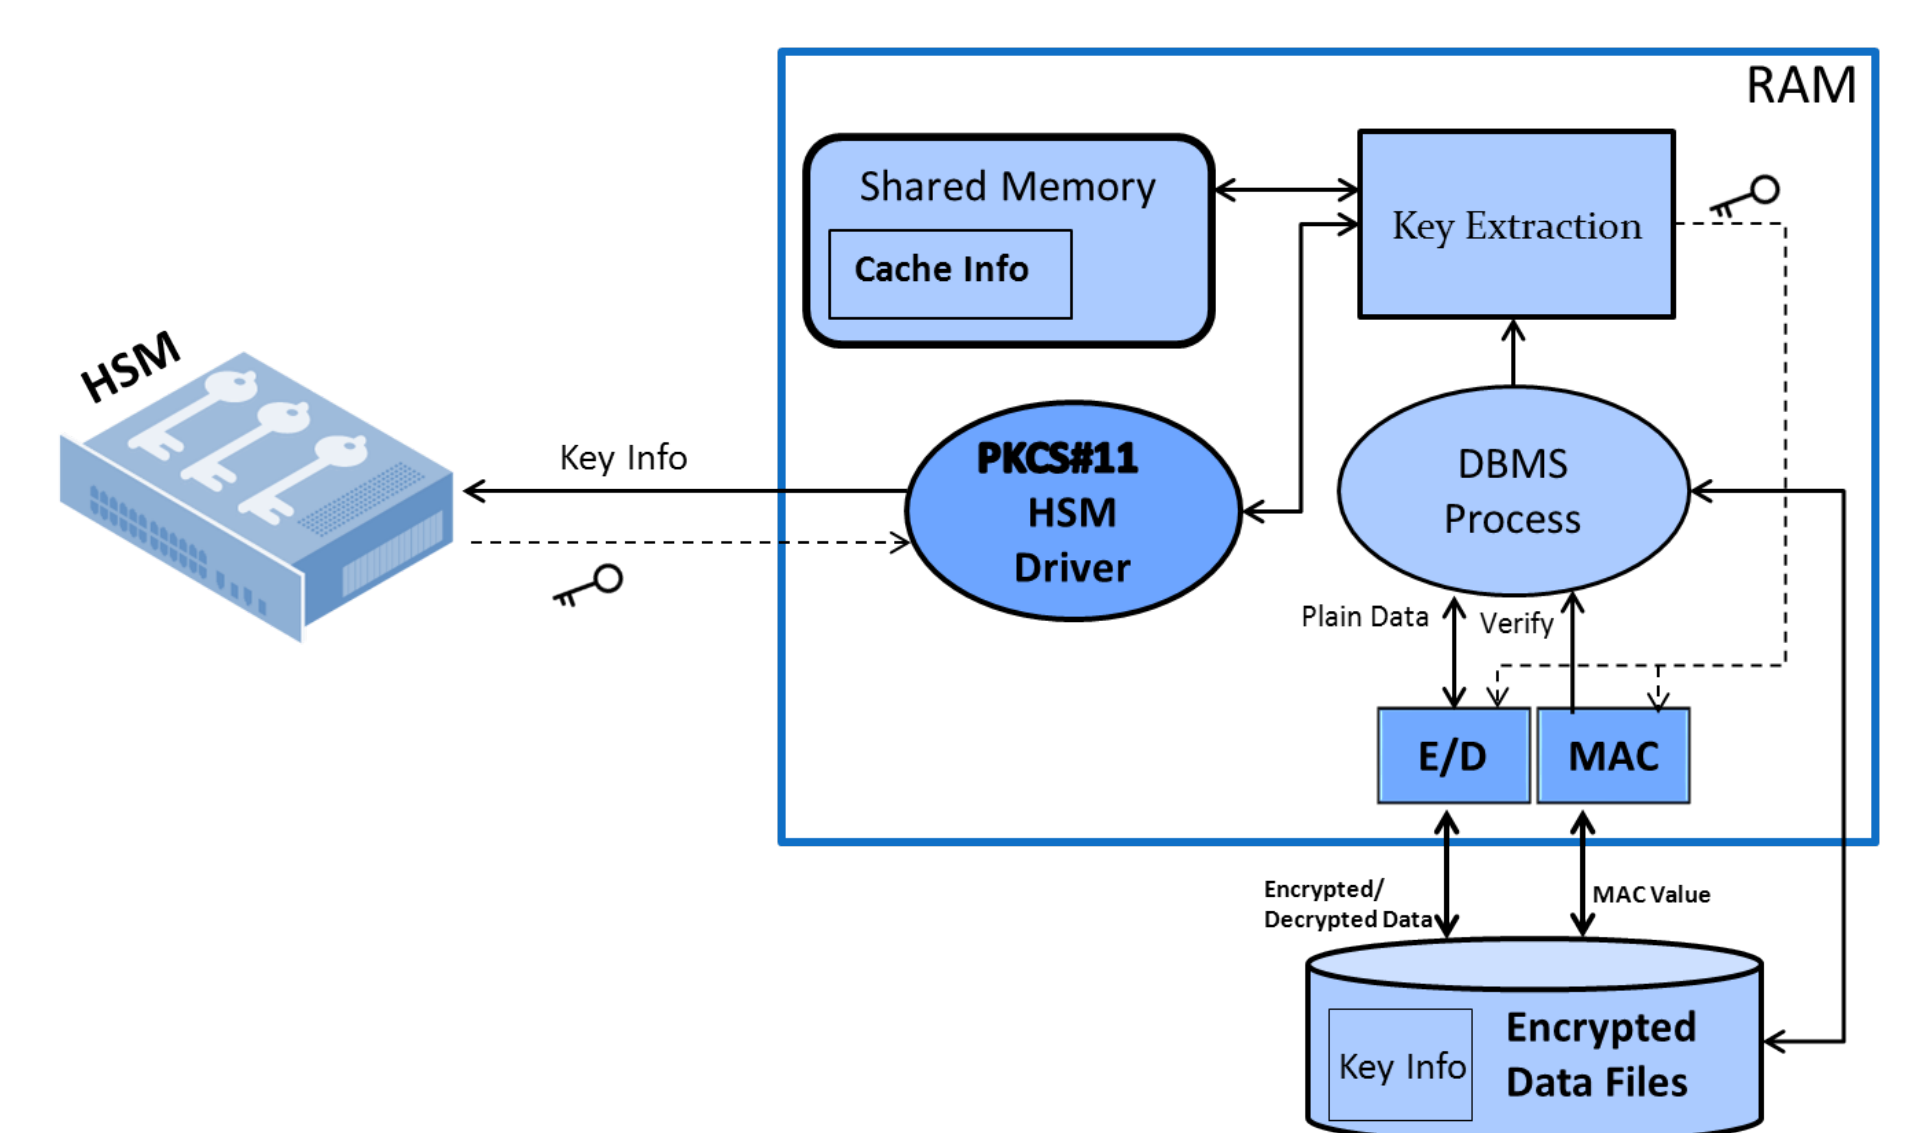 RAM
Shared Memory
Cache Info
Key Extraction
HSM
Key Info
PKCS#11
HSM
Driver
DBMS
Process
Plain Data
Verify
E/D
MAC
Encrypted/
Decrypted Data
MAC Value
Key Info
Encrypted
Data Files